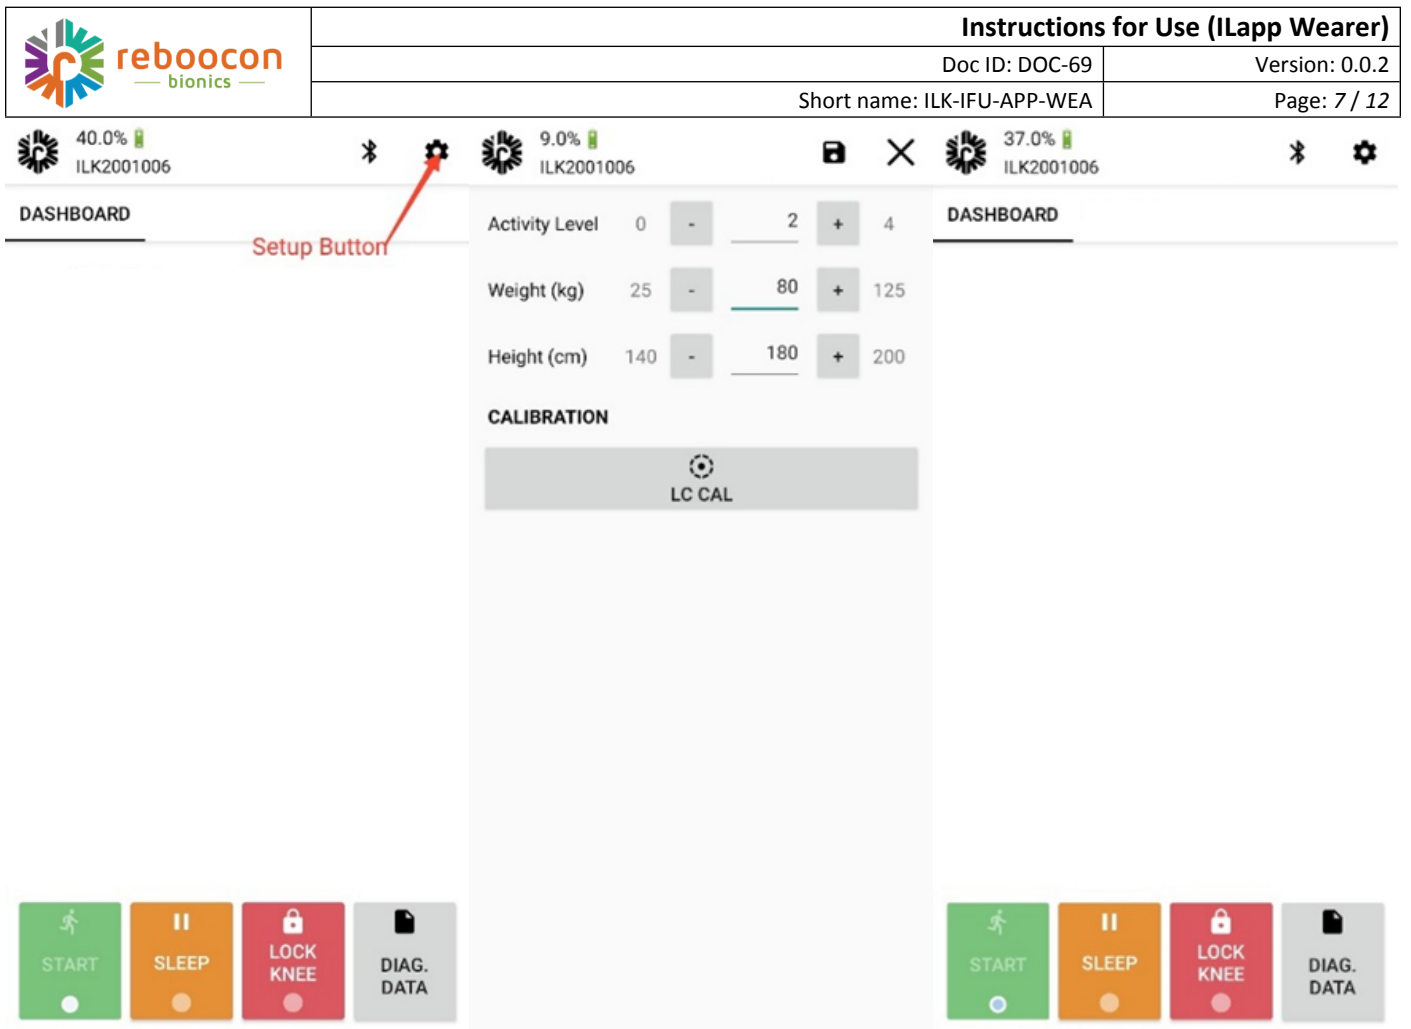 reboocon
bionics
Instructions for Use (ILapp Wearer)
Doc ID: DOC-69
Version: 0.0.2
Short name: ILK-IFU-APP-WEA
Page: 7 / 12
40.0%
ILK2001006
DASHBOARD
Setup Button
START
SLEEP
LOCK
KNEE
DIAG.
DATA
9.0%
ILK2001006
Activity Level 0 - 2 + 4
Weight (kg) 25 - 80 + 125
Height (cm) 140 - 180 + 200
CALIBRATION
LC CAL
37.0%
ILK2001006
DASHBOARD
START
SLEEP
LOCK
KNEE
DIAG.
DATA